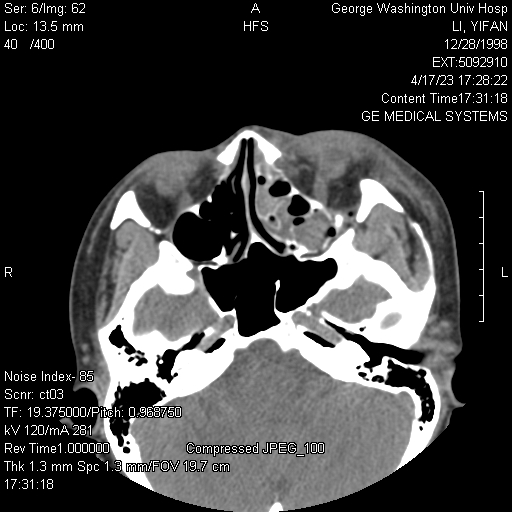 Ser: 6/Img: 62
Loc: 13.5 mm
40 /400
A
HFS
George Washington Univ Hosp
LI, YIFAN
12/28/1998
EXT:5092910
4/17/23 17:28:22
Content Time17:31:18
GE MEDICAL SYSTEMS
R
L
Noise Index- 85
Scnr: ct03
TF: 19.375000/Pitch: 0.968750
kV 120/mA 281
Rev Time1.000000
Compressed JPEG_100
Thk 1.3 mm Spc 1.3 mm/FOV 19.7 cm
17:31:18